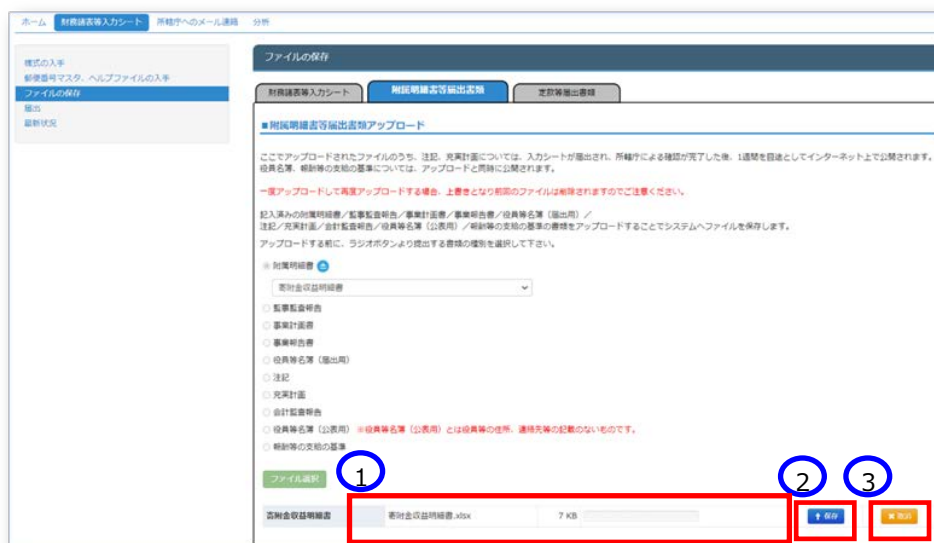 ホーム 財務諸表等入力シート 所轄庁へのメール連絡 分析
様式の入手
郵便番号マスタ、ヘルプファイルの入手
ファイルの保存
届出
最新状況
ファイルの保存
財務諸表等入力シート 附属明細書等届出書類 定款等届出書類
■附属明細書等届出書類アップロード
ここでアップロードされたファイルのうち、注記、充実計画については、入力シートが届出され、所轄庁による確認が完了した後、1週間を目途としてインターネット上で公開されます。
役員名簿、報酬等の支給の基準については、アップロードと同時に公開されます。
一度アップロードして再度アップロードする場合、上書きとなり前回のファイルは削除されますのでご注意ください。
記入済みの附属明細書／監事監査報告／事業計画書／事業報告書／役員等名簿（届出用）／
注記／充実計画／会計監査報告／役員等名簿（公表用）／報酬等の支給の基準の書類をアップロードすることでシステムへファイルを保存します。
アップロードする前に、ラジオボタンより提出する書類の種別を選択して下さい。
附属明細書
寄附金収益明細書
監事監査報告
事業計画書
事業報告書
役員等名簿（届出用）
注記
充実計画
会計監査報告
役員等名簿（公表用） ※役員等名簿（公表用）とは役員等の住所、連絡先等の記載のないものです。
報酬等の支給の基準
ファイル選択 1 2 3
寄附金収益明細書 寄附金収益明細書.xlsx 7 KB 保存 取消